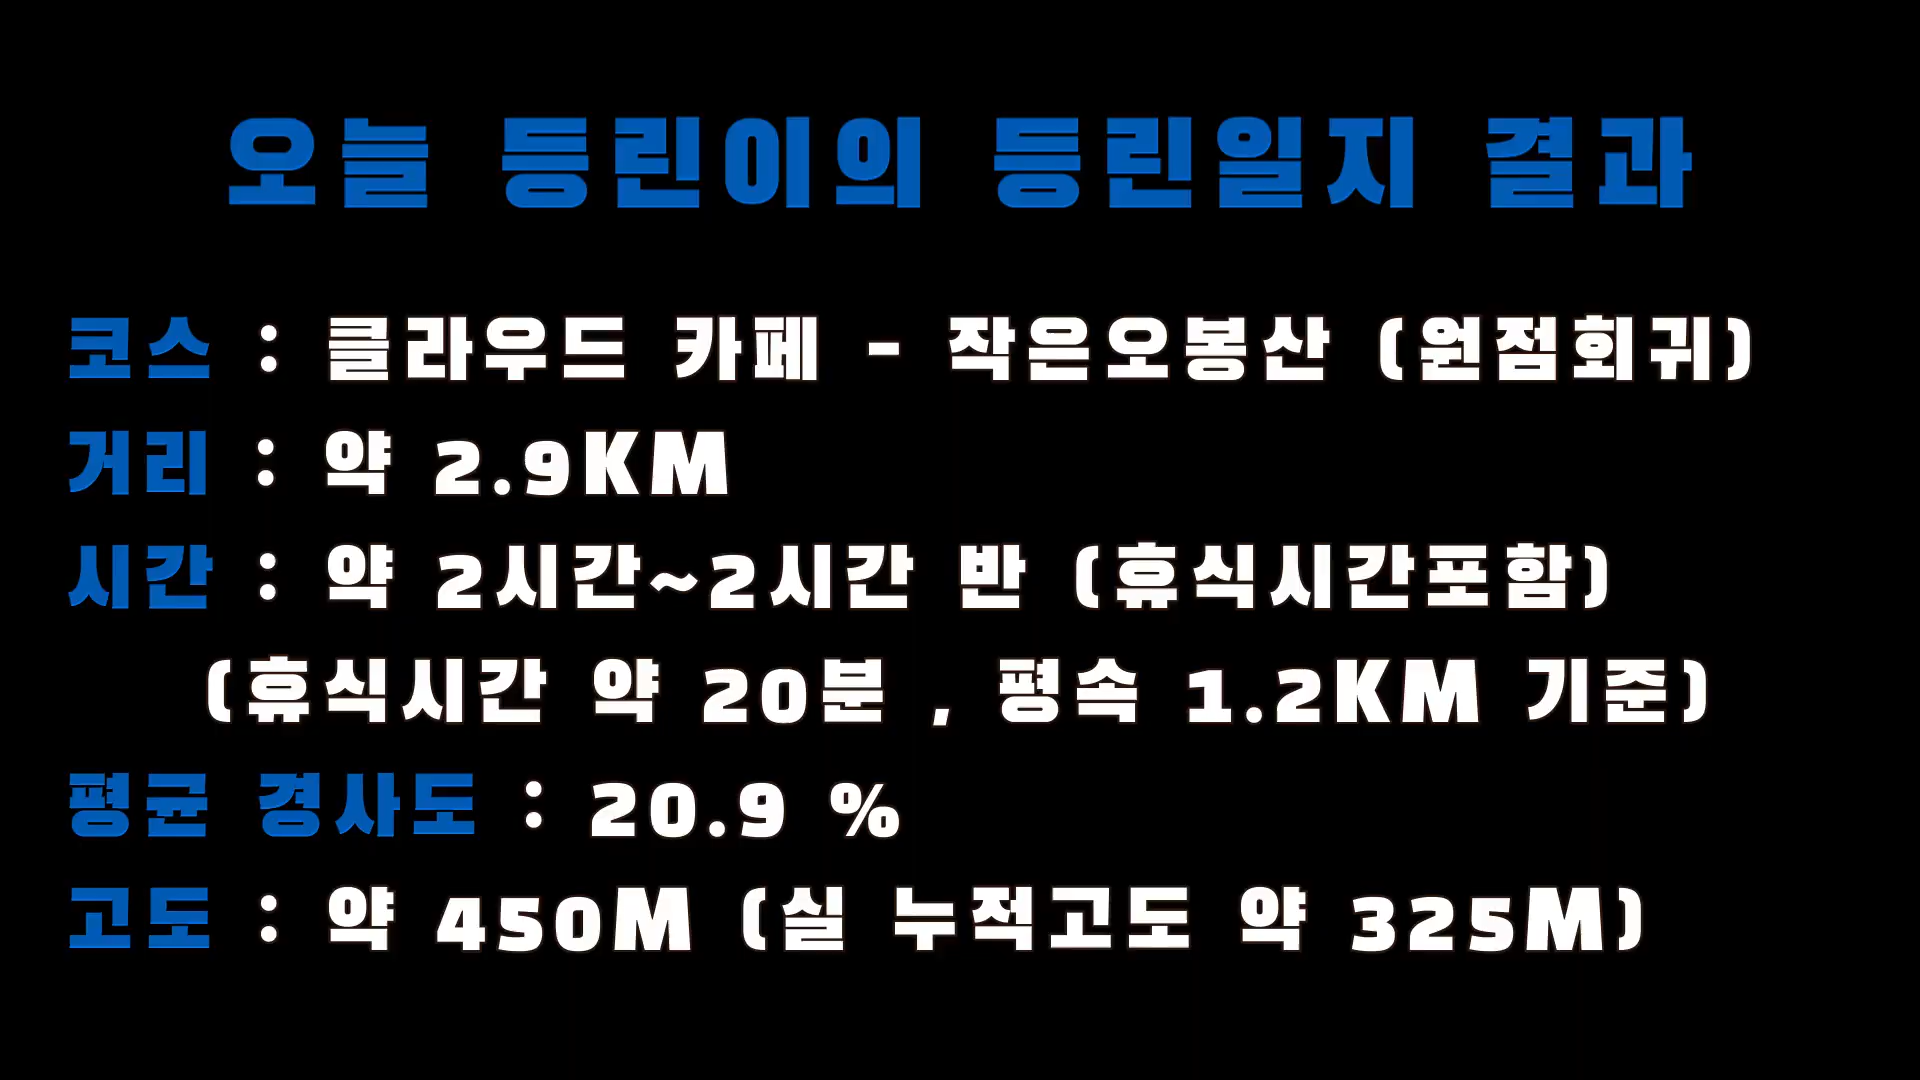 오늘 등린이의 등린일지 결과
코스 : 클라우드 카페 - 작은오봉산 (원점회귀)
거리 : 약 2.9KM
시간 : 약 2시간~2시간 반 (휴식시간포함)
(휴식시간 약 20분 , 평속 1.2KM 기준)
평균 경사도 : 20.9 %
고도 : 약 450M (실 누적고도 약 325M)